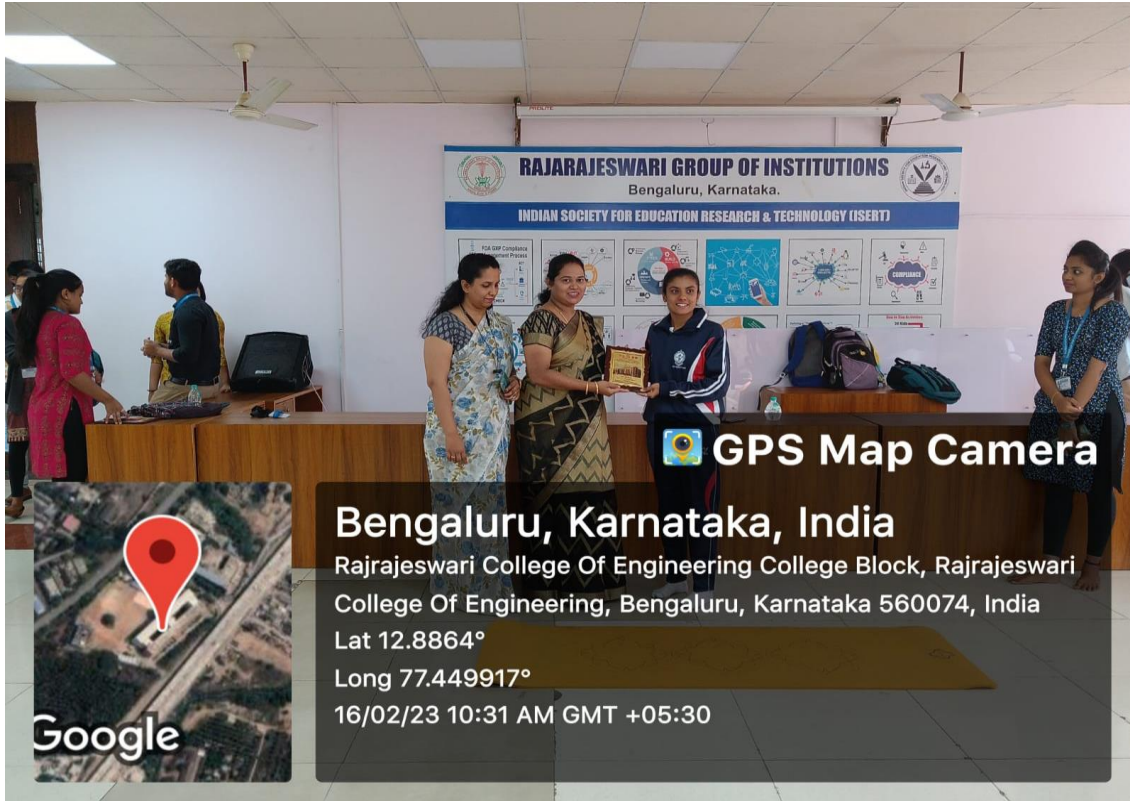 RAJARAJESWARI GROUP OF INSTITUTIONS
Bengaluru, Karnataka.
INDIAN SOCIETY FOR EDUCATION RESEARCH & TECHNOLOGY (ISERT)
COMPLIANCE
GPS Map Camera
Bengaluru, Karnataka, India
Rajrajeswari College Of Engineering College Block, Rajrajeswari
College Of Engineering, Bengaluru, Karnataka 560074, India
Lat 12.8864°
Long 77.449917°
16/02/23 10:31 AM GMT +05:30
Google